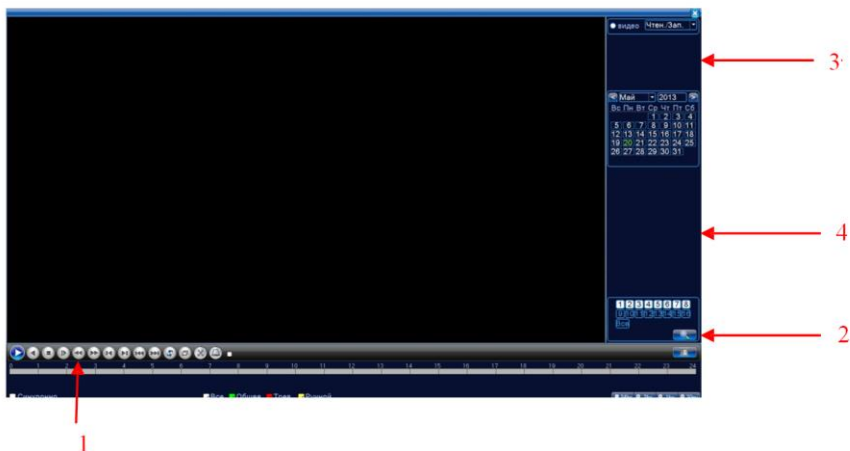 видео Чтен./Зап.
3
Май 2013
Вс Пн Вт Ср Чт Пт Сб
1 2 3 4
5 6 7 8 9 10 11
12 13 14 15 16 17 18
19 20 21 22 23 24 25
26 27 28 29 30 31
4
1 2 3 4 5 6 7 8
Все
2
0 1 2 3 4 5 6 7 8 9 10 11 12 13 14 15 16 17 18 19 20 21 22 23 24
Синхронно Все Общее Трев Ручной
1